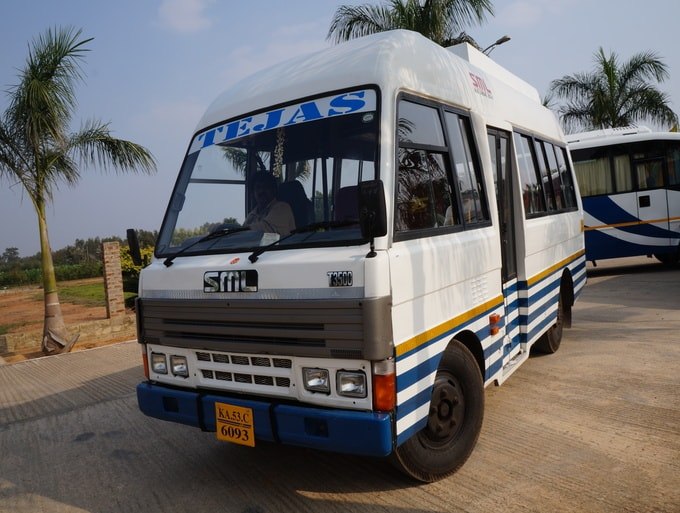 TEJAS
SML
SML
T3500
KA.53.C
6093